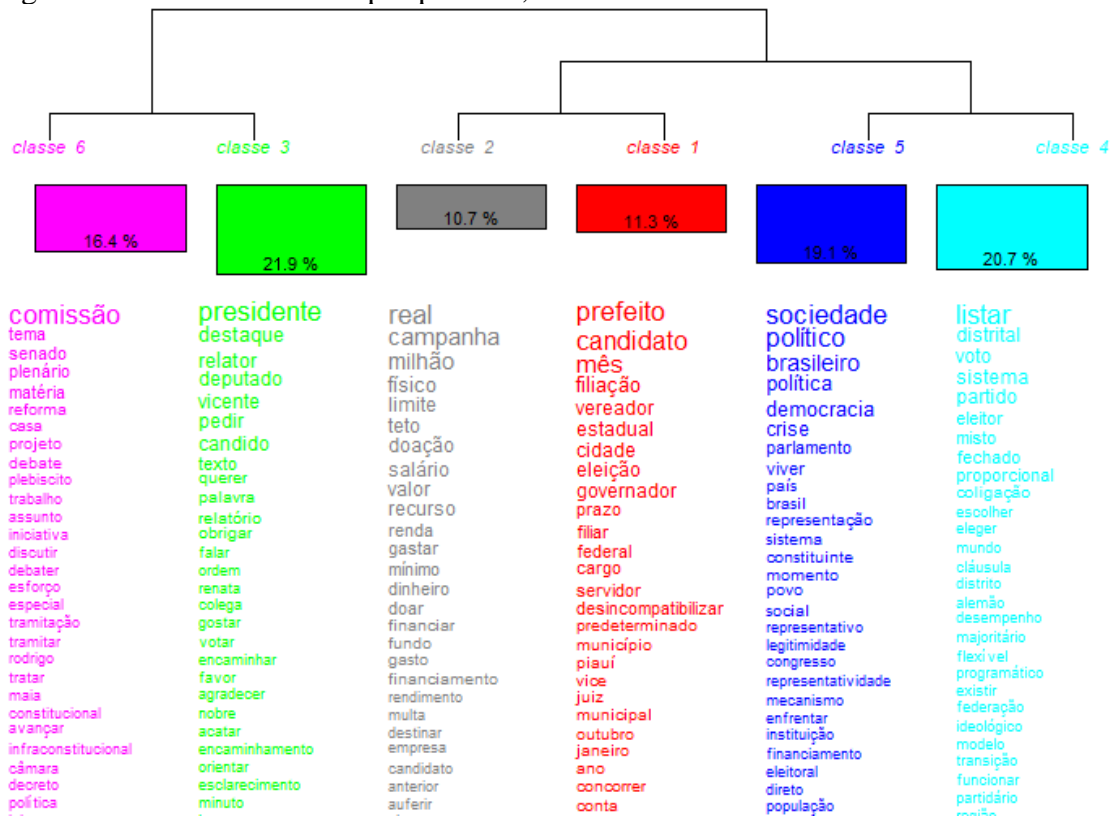 classe 6
classe 3
classe 2
classe 1
classe 5
classe 4
16.4 %
21.9 %
10.7 %
11.3 %
19.1 %
20.7 %
comissão
tema
senado
plenário
matéria
reforma
casa
projeto
debate
plebiscito
trabalho
assunto
iniciativa
discutir
debater
esforço
especial
tramitação
tramitar
rodrigo
tratar
maia
constitucional
avançar
infraconstitucional
câmara
decreto
política
presidente
destaque
relator
deputado
vicente
pedir
candido
texto
querer
palavra
relatório
obrigar
falar
ordem
renata
colega
gostar
votar
encaminhar
favor
agradecer
nobre
acatar
encaminhamento
orientar
esclarecimento
minuto
real
campanha
milhão
físico
limite
teto
doação
salário
valor
recurso
renda
gastar
mínimo
dinheiro
doar
financiar
fundo
gasto
financiamento
rendimento
multa
destinar
empresa
candidato
anterior
auferir
prefeito
candidato
mês
filiação
vereador
estadual
cidade
eleição
governador
prazo
filiar
federal
cargo
servidor
desincompatibilizar
predeterminado
município
piauí
vice
juiz
municipal
outubro
janeiro
ano
concorrer
conta
sociedade
político
brasileiro
política
democracia
crise
parlamento
viver
país
brasil
representação
sistema
constituinte
momento
povo
social
representativo
legitimidade
congresso
representatividade
mecanismo
enfrentar
instituição
financiamento
eleitoral
direto
população
listar
distrital
voto
sistema
partido
eleitor
misto
fechado
proporcional
coligação
escolher
eleger
mundo
cláusula
distrito
alemão
desempenho
majoritário
flexível
programático
existir
federação
ideológico
modelo
transição
funcionar
partidário